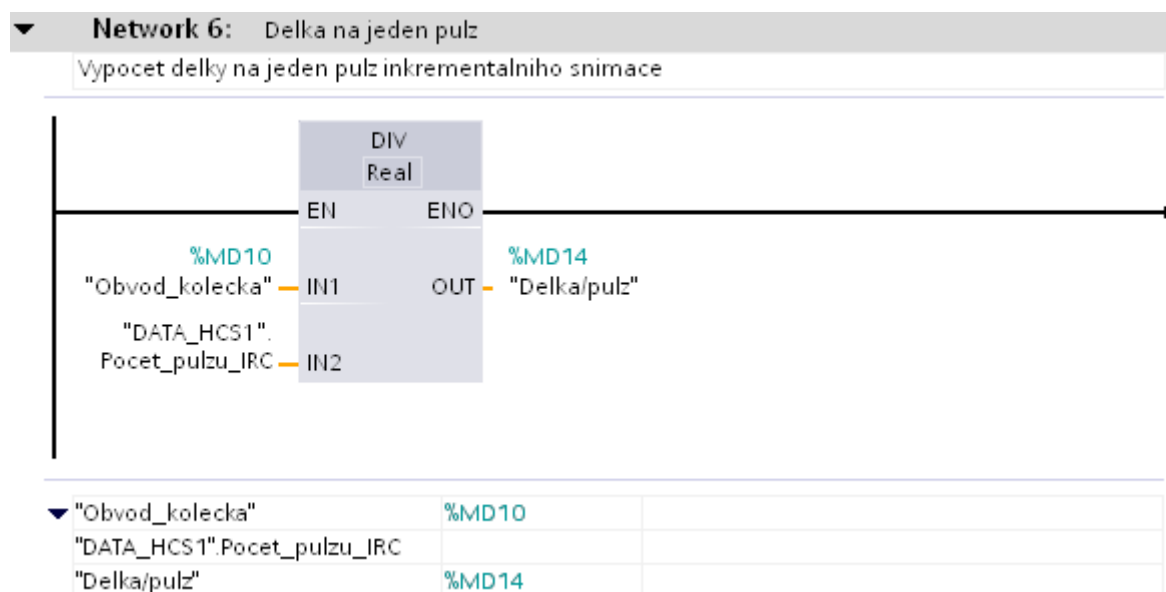 Network 6: Delka na jeden pulz
Vypocet delky na jeden pulz inkrementalniho snimace
DIV
Real
EN ENO
%MD10 %MD14
"Obvod_kolecka" IN1 OUT "Delka/pulz"
"DATA_HCS1".
Pocet_pulzu_IRC IN2
"Obvod_kolecka" %MD10
"DATA_HCS1".Pocet_pulzu_IRC
"Delka/pulz" %MD14